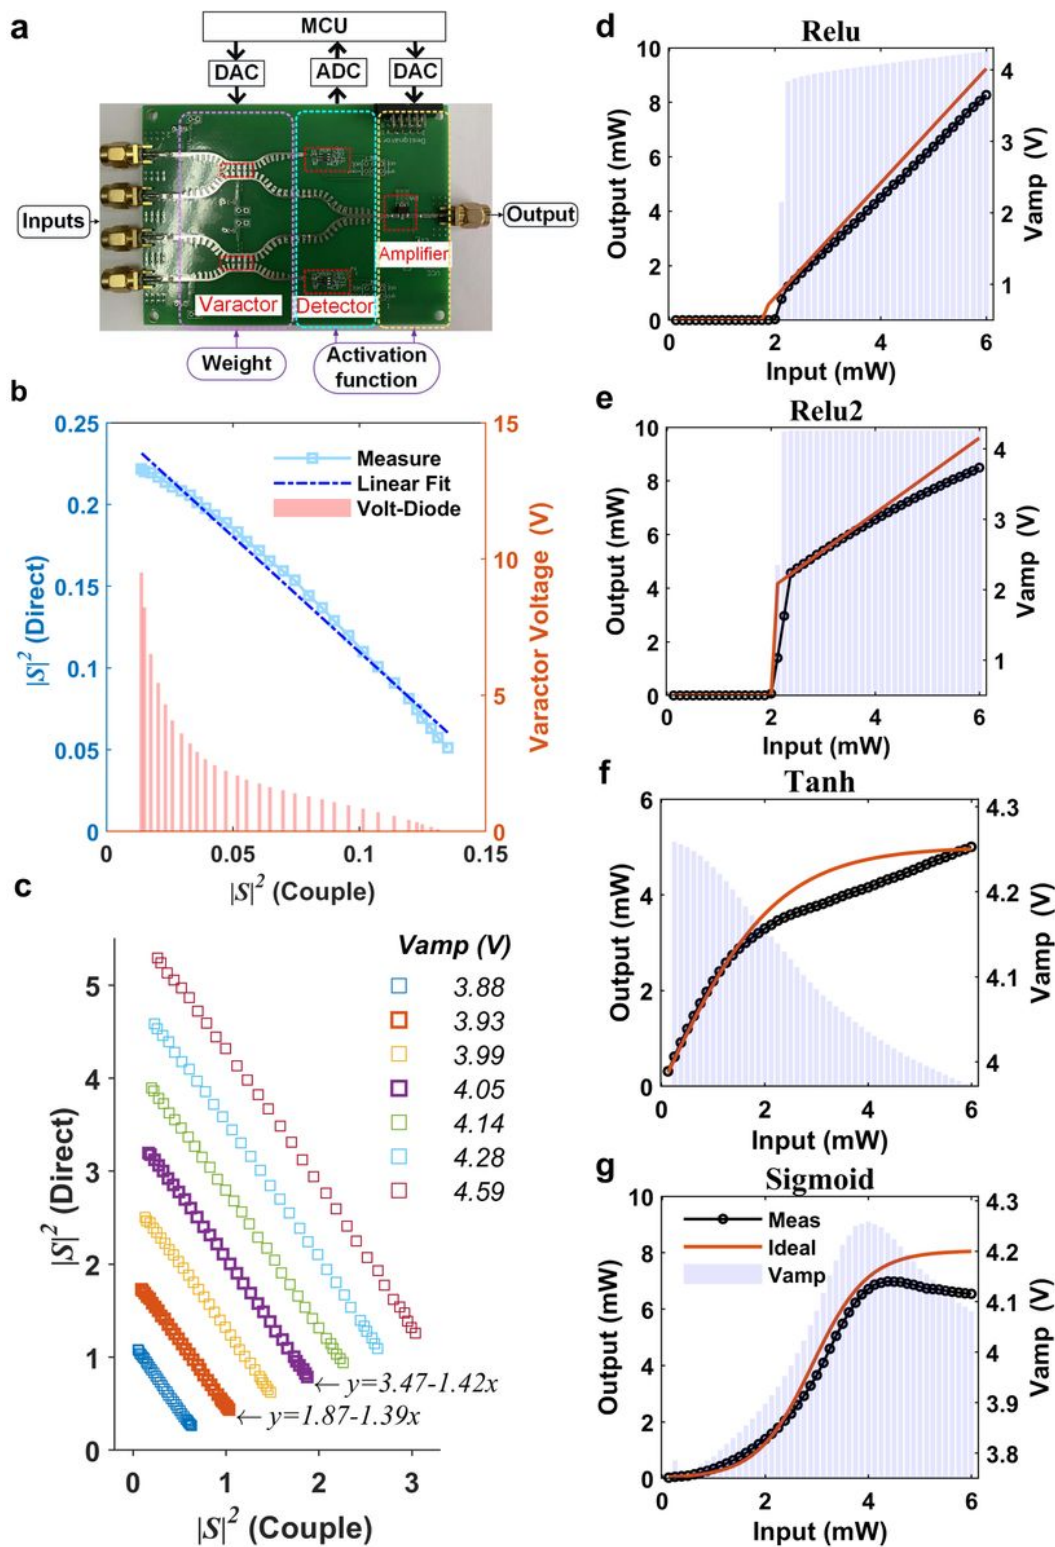 a
MCU
DAC
ADC
DAC
Inputs
Output
Amplifier
Varactor
Detector
Weight
Activation
function
b
0.25
0.2
0.15
0.1
0.05
0
|S|² (Direct)
15
10
5
0
Varactor Voltage (V)
Measure
Linear Fit
Volt-Diode
0
0.05
0.1
0.15
|S|² (Couple)
c
5
4
3
2
1
0
|S|² (Direct)
Vamp (V)
3.88
3.93
3.99
4.05
4.14
4.28
4.59
← y=3.47-1.42x
← y=1.87-1.39x
0
1
2
3
|S|² (Couple)
d
Relu
10
8
6
4
2
0
Output (mW)
4
3
2
1
Vamp (V)
0
2
4
6
Input (mW)
e
Relu2
10
8
6
4
2
0
Output (mW)
4
3
2
1
Vamp (V)
0
2
4
6
Input (mW)
f
Tanh
6
4
2
0
Output (mW)
4.3
4.2
4.1
4
Vamp (V)
0
2
4
6
Input (mW)
g
Sigmoid
10
8
6
4
2
0
Output (mW)
Meas
Ideal
Vamp
4.3
4.2
4.1
4
3.9
3.8
Vamp (V)
0
2
4
6
Input (mW)